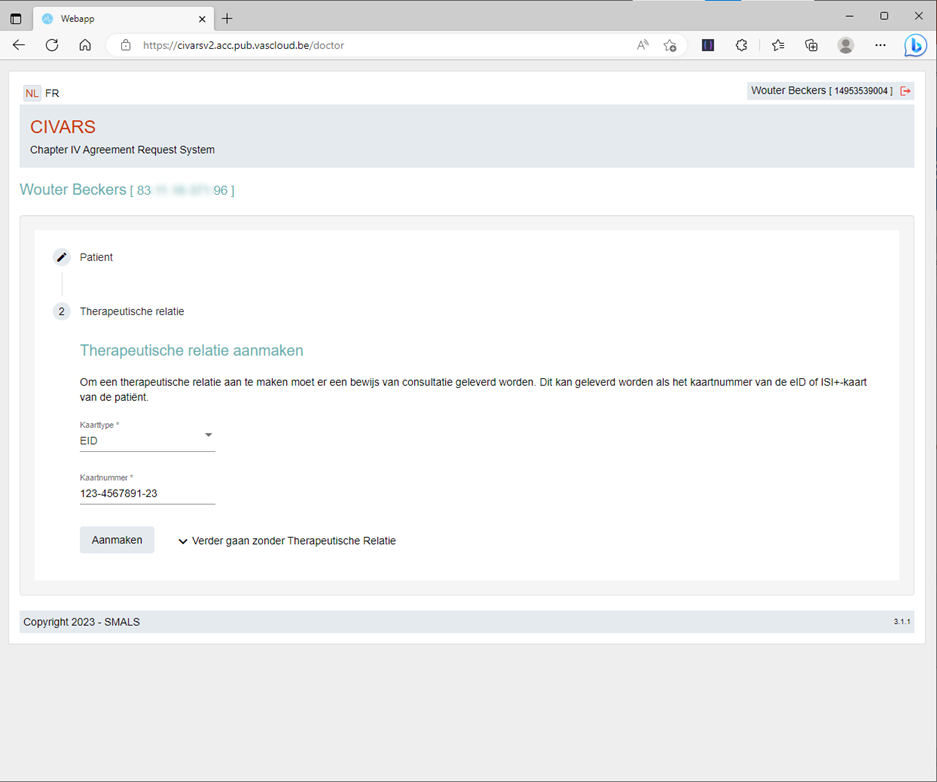 Webapp
https://civarsv2.acc.pub.vascloud.be/doctor
NL FR
Wouter Beckers [ 14953539004 ]
CIVARS
Chapter IV Agreement Request System
Wouter Beckers [ 83 96 ]
Patient
2 Therapeutische relatie
Therapeutische relatie aanmaken
Om een therapeutische relatie aan te maken moet er een bewijs van consultatie geleverd worden. Dit kan geleverd worden als het kaartnummer van de eID of ISI+-kaart
van de patiënt.
Kaarttype *
EID
Kaartnummer *
123-4567891-23
Aanmaken
Verder gaan zonder Therapeutische Relatie
Copyright 2023 - SMALS
3.1.1